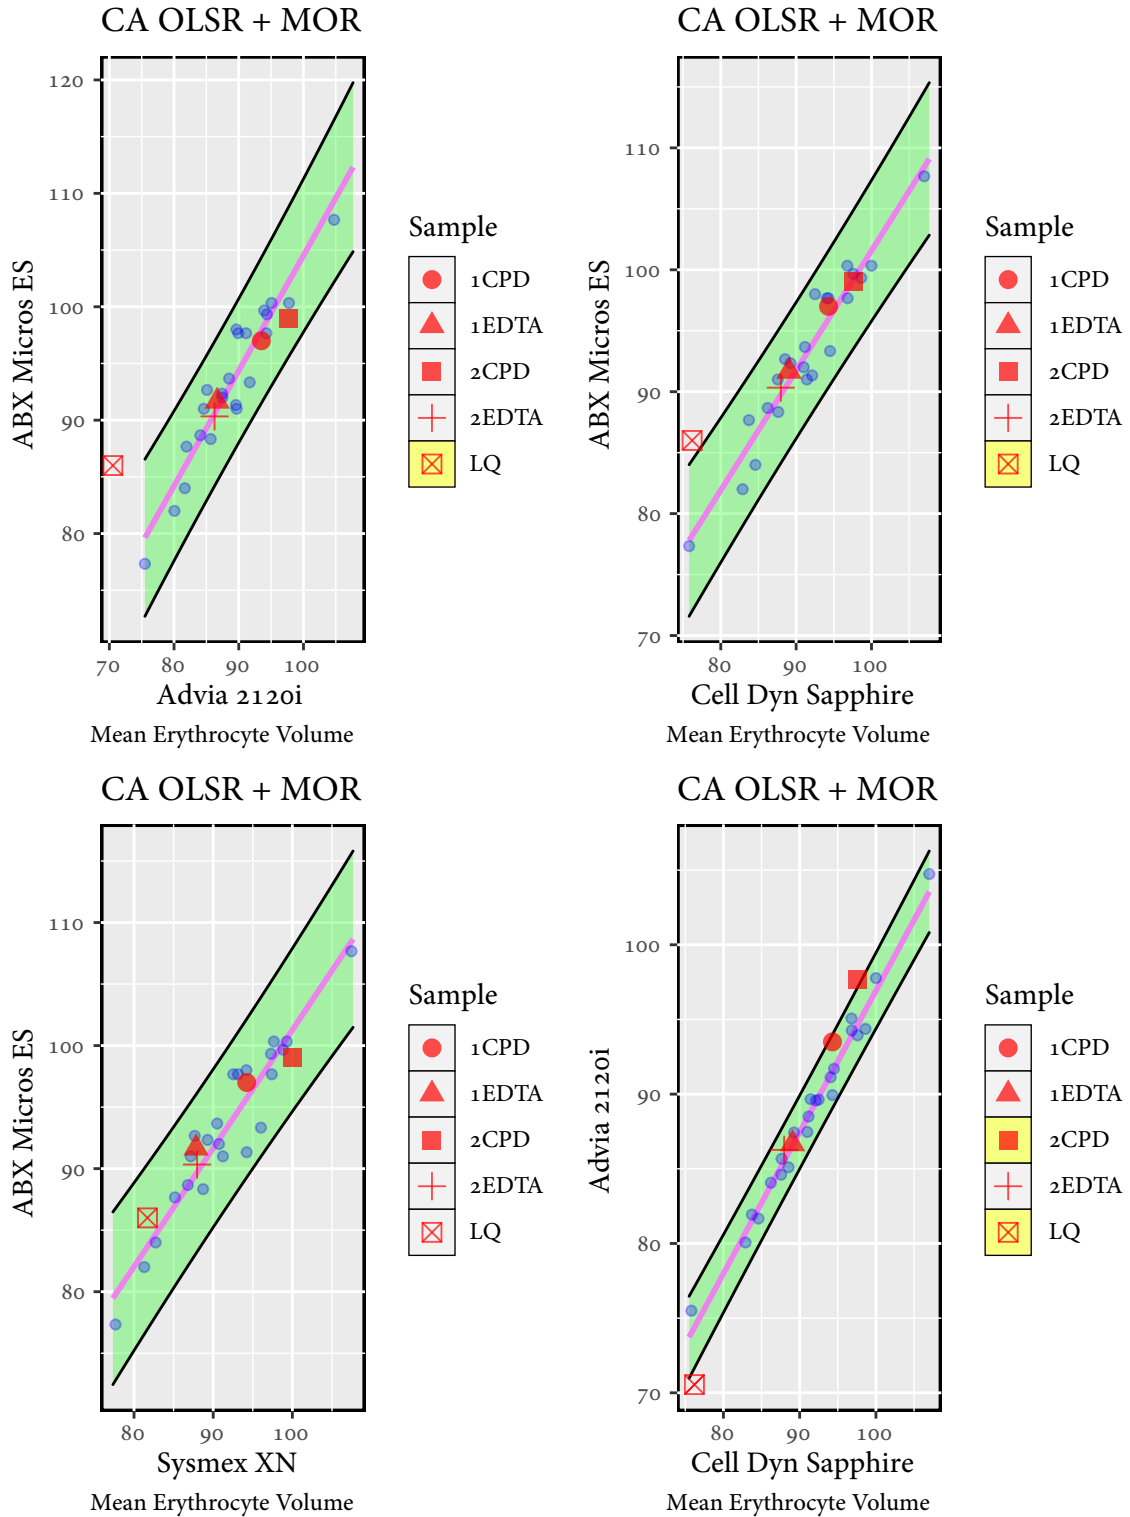 CA OLSR + MOR
120
110
100
90
80
ABX Micros ES
70 80 90 100
Advia 2120i
Mean Erythrocyte Volume
Sample
1CPD
1EDTA
2CPD
2EDTA
LQ
CA OLSR + MOR
110
100
90
80
70
ABX Micros ES
80 90 100
Cell Dyn Sapphire
Mean Erythrocyte Volume
Sample
1CPD
1EDTA
2CPD
2EDTA
LQ
CA OLSR + MOR
110
100
90
80
ABX Micros ES
80 90 100
Sysmex XN
Mean Erythrocyte Volume
Sample
1CPD
1EDTA
2CPD
2EDTA
LQ
CA OLSR + MOR
100
90
80
70
Advia 2120i
80 90 100
Cell Dyn Sapphire
Mean Erythrocyte Volume
Sample
1CPD
1EDTA
2CPD
2EDTA
LQ